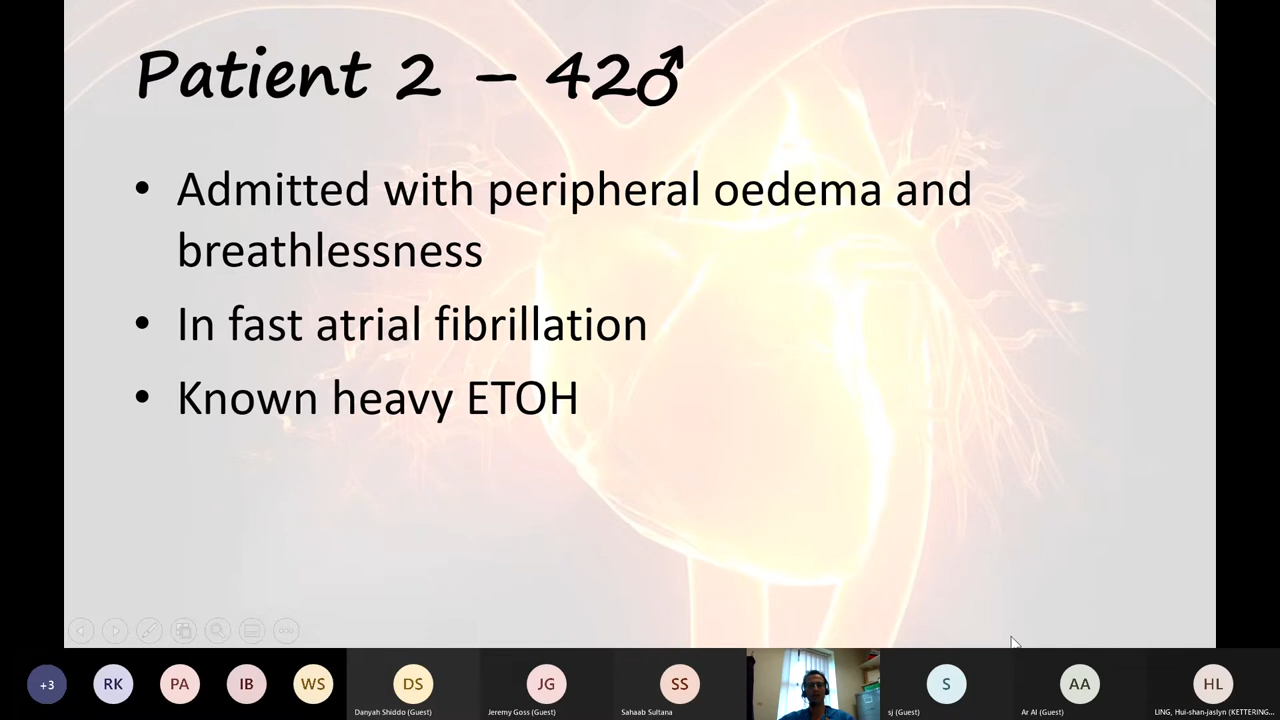 Patient 2 – 42♂
• Admitted with peripheral oedema and
breathlessness
• In fast atrial fibrillation
• Known heavy ETOH
+3
RK
PA
IB
WS
DS
JG
SS
S
AA
HL
Danyah Shiddo (Guest)
Jeremy Goss (Guest)
Sahaab Sultana
sj (Guest)
Ar Al (Guest)
LING, Hui-shan-jaslyn (KETTERING...